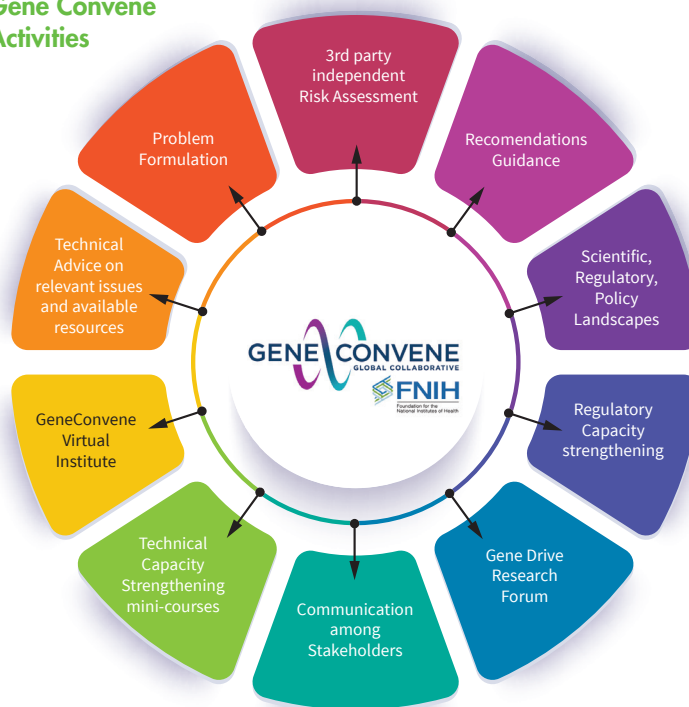 Gene Convene
Activities
3rd party
independent
Risk Assessment
Recomendations
Guidance
Scientific,
Regulatory,
Policy
Landscapes
Regulatory
Capacity
strengthening
Gene Drive
Research
Forum
Communication
among
Stakeholders
Technical
Capacity
Strengthening
mini-courses
GeneConvene
Virtual
Institute
Technical
Advice on
relevant issues
and available
resources
Problem
Formulation
GENE CONVENE
GLOBAL COLLABORATIVE
FNIH
Foundation for the
National Institutes of Health